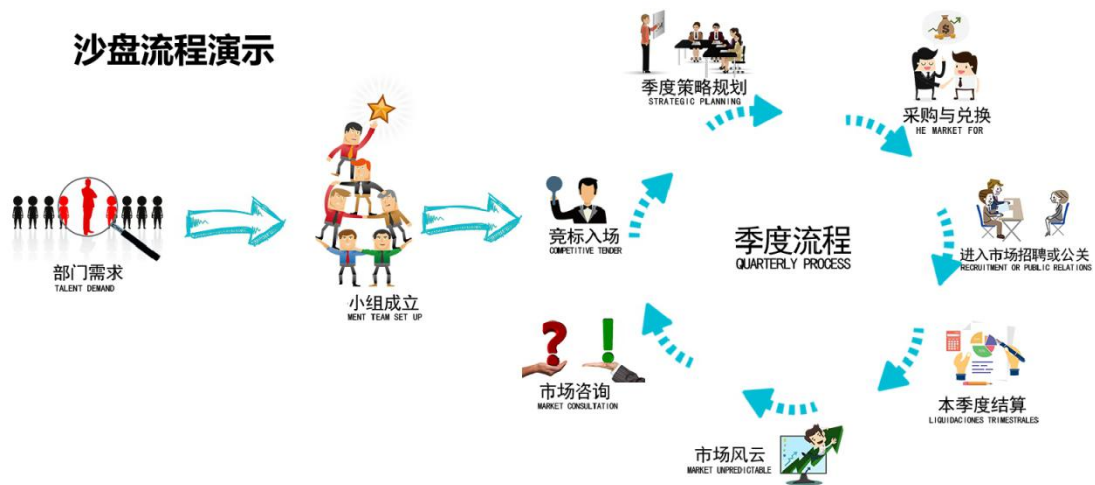 沙盘流程演示
部门需求
TALENT DEMAND
小组成立
MENT TEAM SET UP
竞标入场
COMPETITIVE TENDER
季度策略规划
STRATEGIC PLANNING
采购与兑换
HE MARKET FOR
进入市场招聘或公关
RECRUITMENT OR PUBLIC RELATIONS
本季度结算
LIQUIDACIONES TRIMESTRALES
市场风云
MARKET UNPREDICTABLE
市场咨询
MARKET CONSULTATION
季度流程
QUARTERLY PROCESS